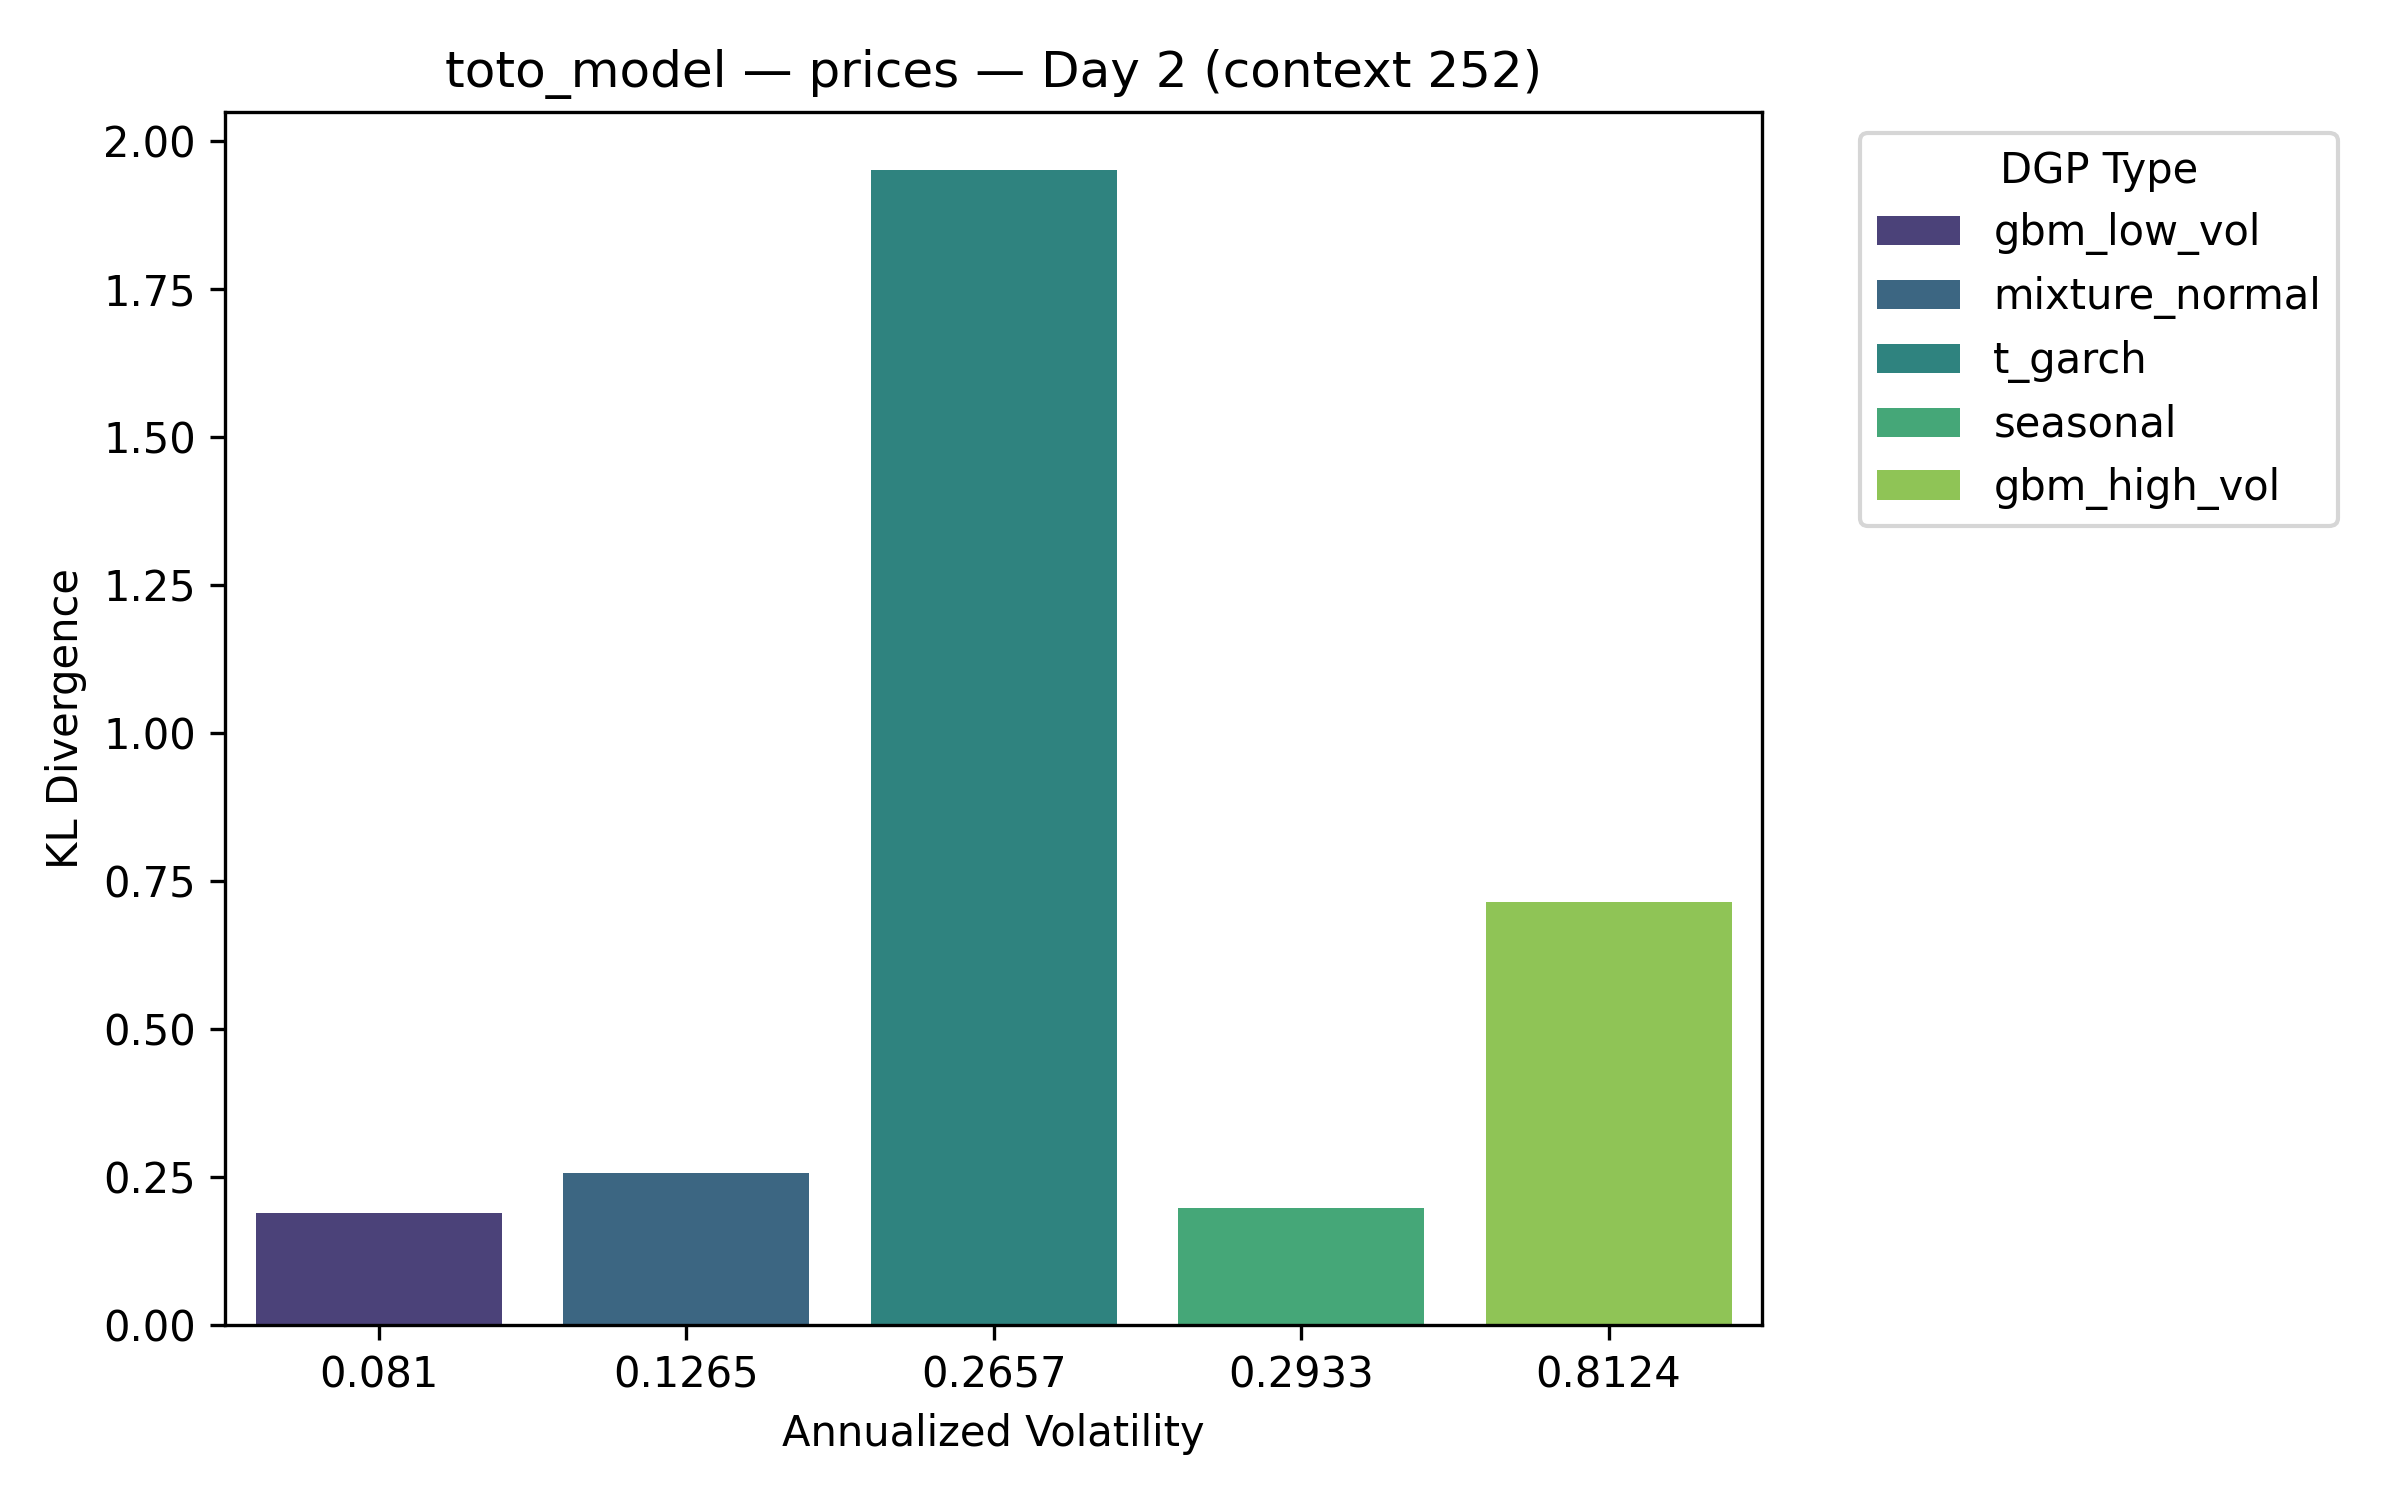 toto_model — prices — Day 2 (context 252)
2.00
1.75
1.50
1.25
1.00
0.75
0.50
0.25
0.00
KL Divergence
0.081 0.1265 0.2657 0.2933 0.8124
Annualized Volatility
DGP Type
gbm_low_vol
mixture_normal
t_garch
seasonal
gbm_high_vol